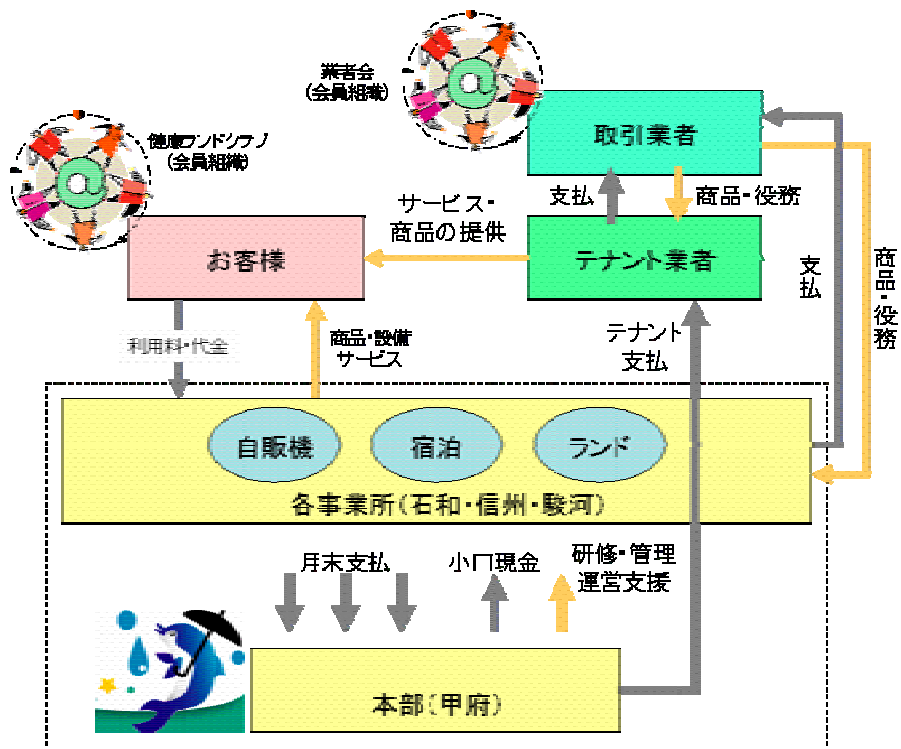 業者会
(会員組織)
取引業者
健康ランドクラブ
(会員組織)
支払
商品・役務
サービス・
商品の提供
お客様
テナント業者
支払
商品・役務
利用料・代金
商品・設備
サービス
テナント
支払
自販機
宿泊
ランド
各事業所(石和・信州・駿河)
月末支払
小口現金
研修・管理
運営支援
本部(甲府)
@
@